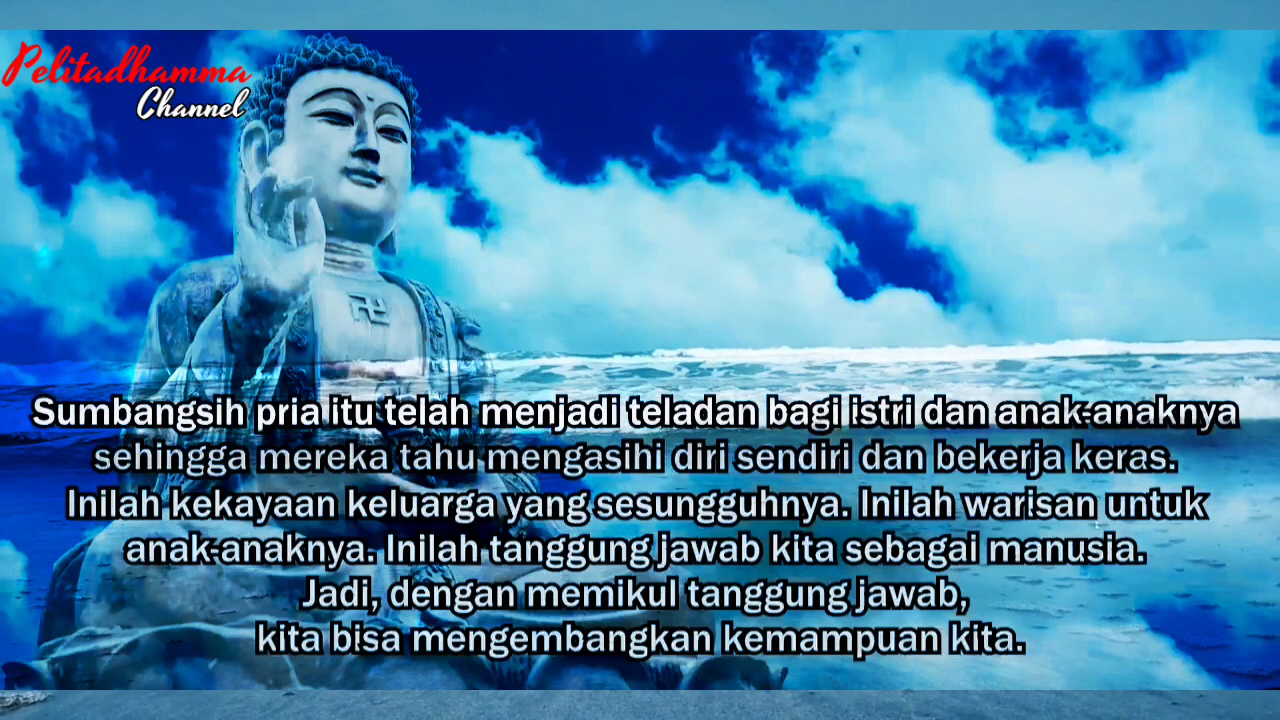 Pelitadhamma
Channel
Sumbangsih pria itu telah menjadi teladan bagi istri dan anak-anaknya
sehingga mereka tahu mengasihi diri sendiri dan bekerja keras.
Inilah kekayaan keluarga yang sesungguhnya. Inilah warisan untuk
anak-anaknya. Inilah tanggung jawab kita sebagai manusia.
Jadi, dengan memikul tanggung jawab,
kita bisa mengembangkan kemampuan kita.